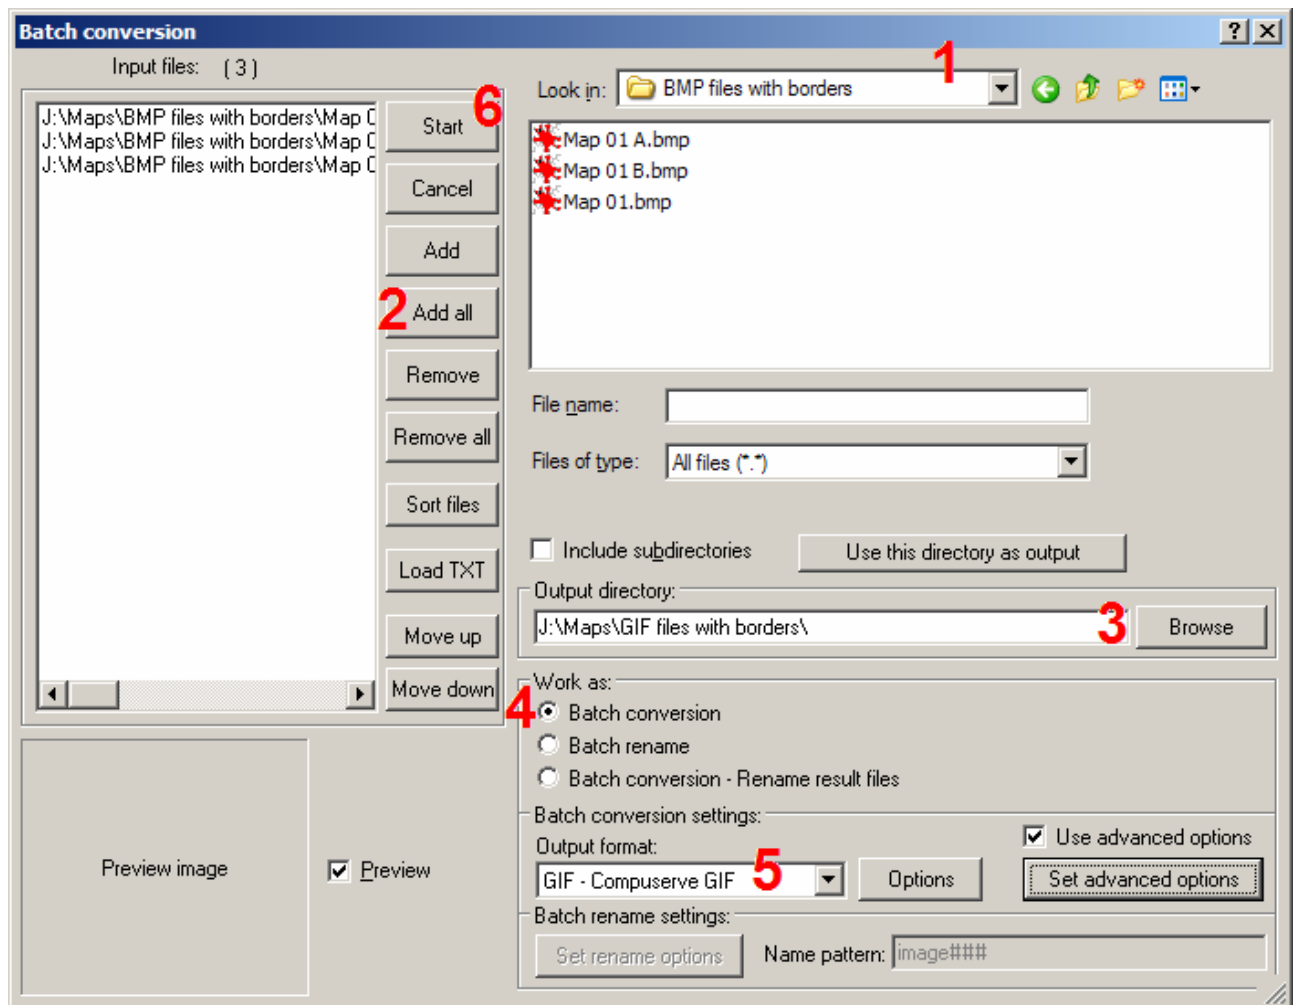 Batch conversion
Input files: ( 3 )
J:\Maps\BMP files with borders\Map 0
J:\Maps\BMP files with borders\Map 0
J:\Maps\BMP files with borders\Map 0
Start
6
Cancel
Add
2
Add all
Remove
Remove all
Sort files
Load TXT
Move up
Move down
Preview image
Preview
1
Look in: BMP files with borders
Map 01 A.bmp
Map 01 B.bmp
Map 01.bmp
File name:
Files of type: All files (*.*)
Include subdirectories
Use this directory as output
Output directory:
J:\Maps\GIF files with borders\
3
Browse
Work as:
4
Batch conversion
Batch rename
Batch conversion - Rename result files
Batch conversion settings:
Use advanced options
Output format:
GIF - Compuserve GIF
5
Options
Set advanced options
Batch rename settings:
Set rename options
Name pattern: image###